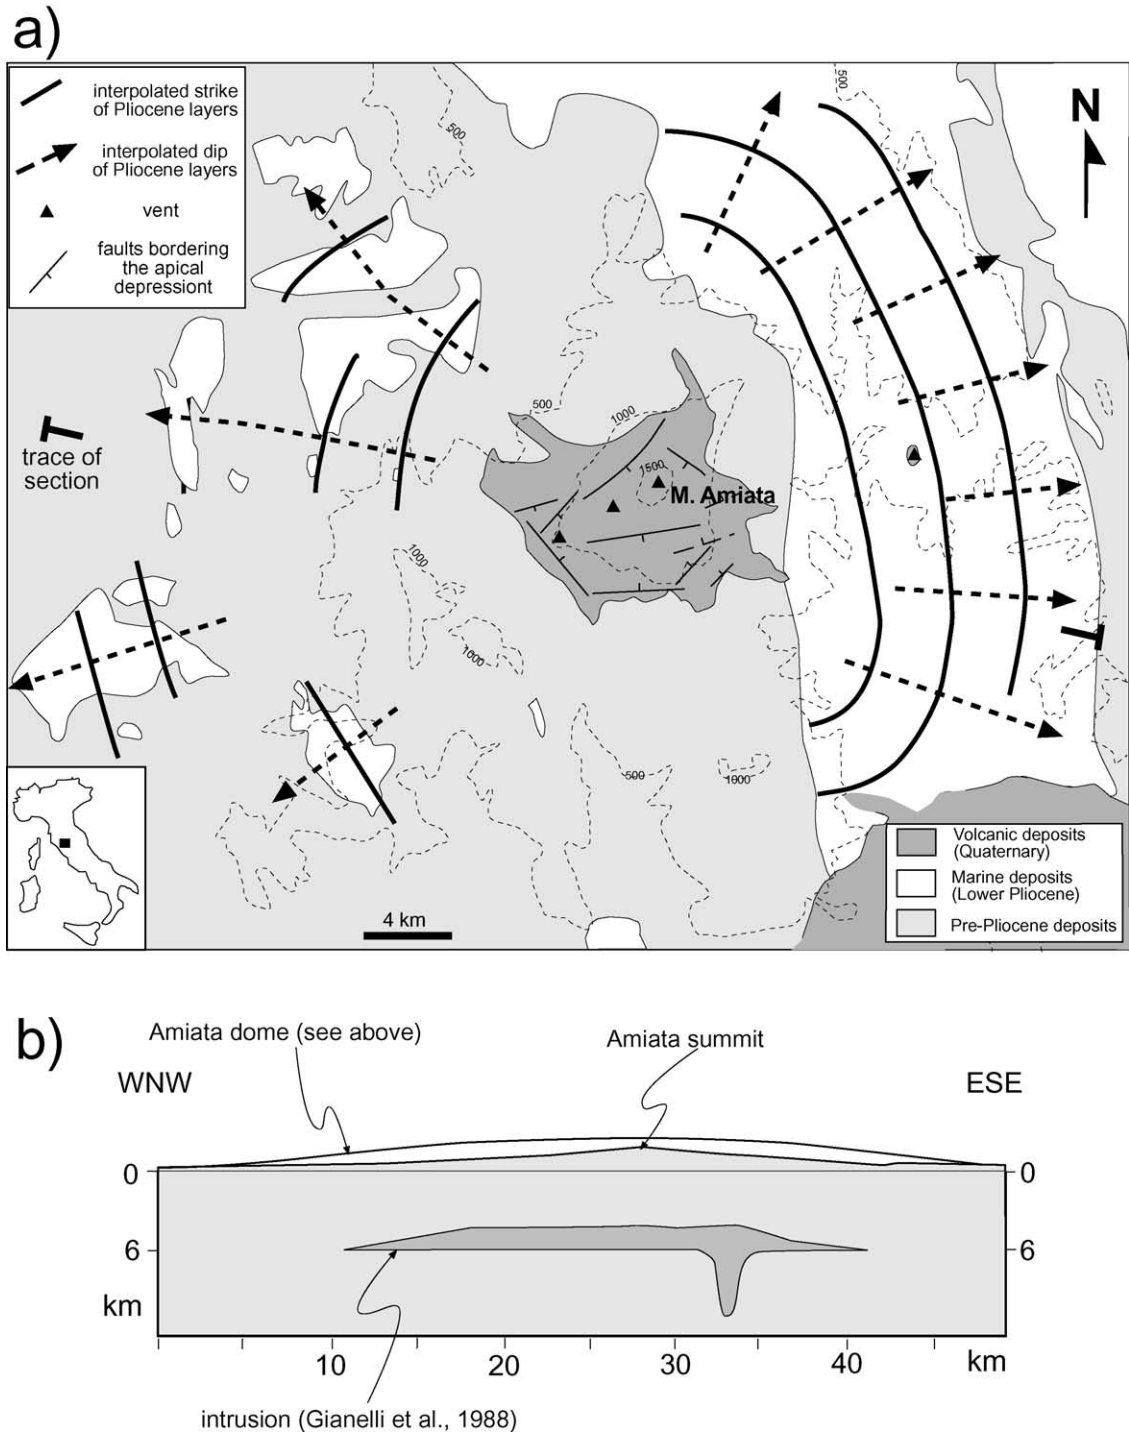 a)
interpolated strike
of Pliocene layers
interpolated dip
of Pliocene layers
vent
faults bordering
the apical
depressiont
N
500
500
500
1000
1500
M. Amiata
trace of
section
1000
1000
500
1000
4 km
Volcanic deposits
(Quaternary)
Marine deposits
(Lower Pliocene)
Pre-Pliocene deposits
b)
Amiata dome (see above)
Amiata summit
WNW
ESE
0
0
6
6
km
10
20
30
40
km
intrusion (Gianelli et al., 1988)